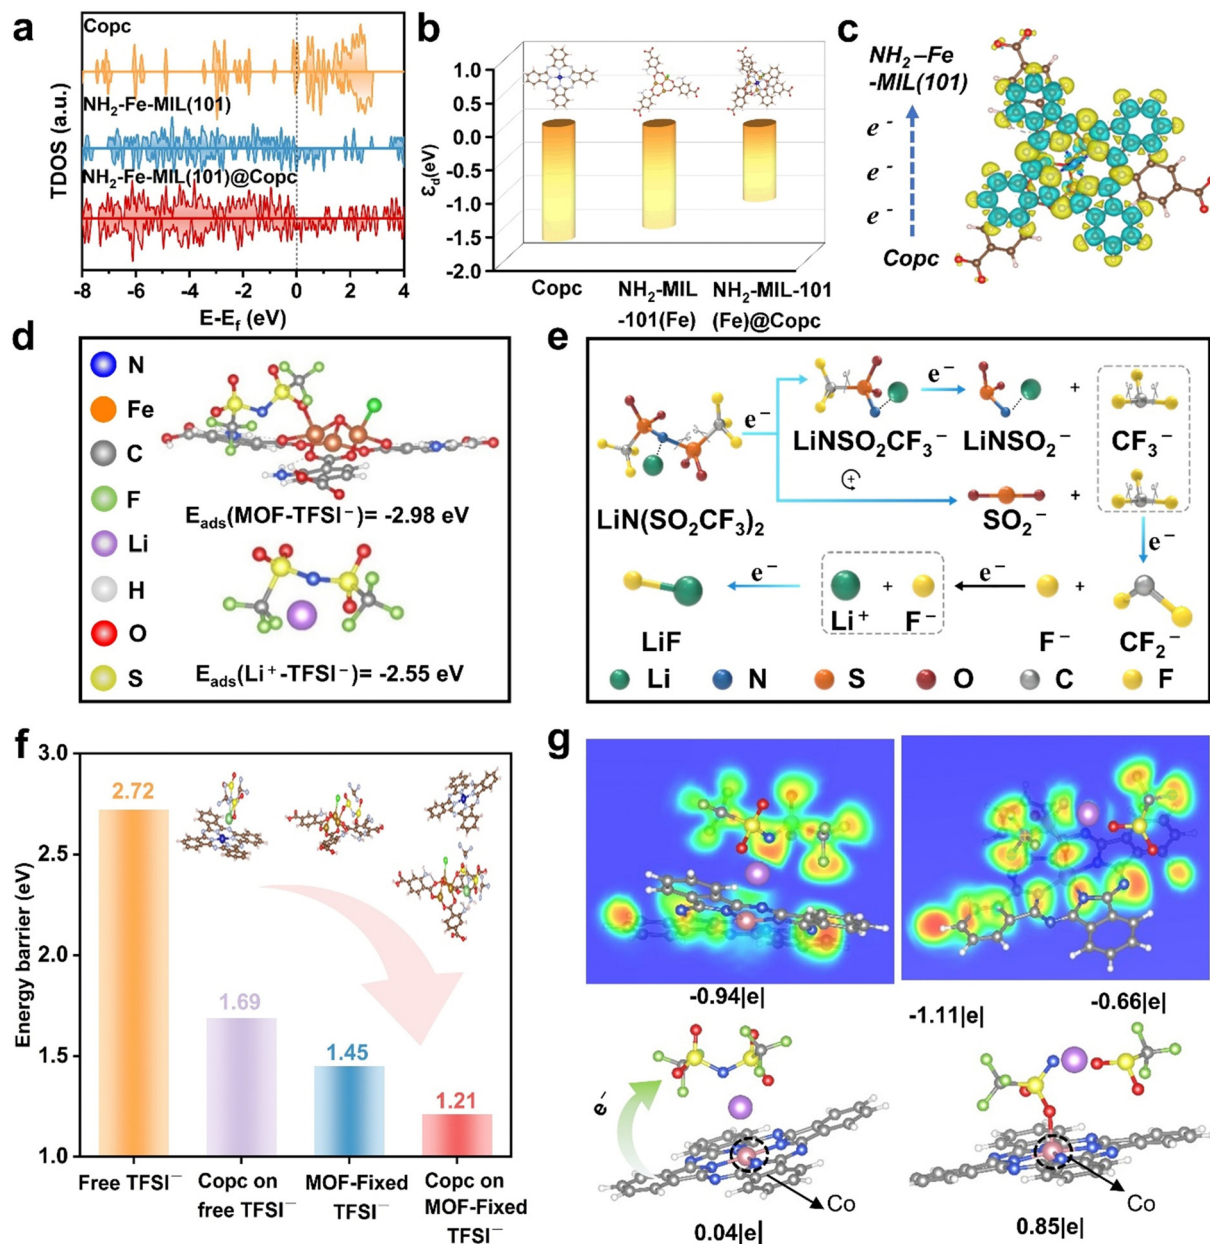 a
TDOS (a.u.)
Copc
NH₂-Fe-MIL(101)
NH₂-Fe-MIL(101)@Copc
-8 -6 -4 -2 0 2 4
E-E_f (eV)
b
ε_d(eV)
1.0
0.5
0.0
-0.5
-1.0
-1.5
-2.0
Copc
NH₂-MIL
-101(Fe)
NH₂-MIL-101
(Fe)@Copc
c
NH₂–Fe
-MIL(101)
e⁻
e⁻
e⁻
Copc
d
N
Fe
C
F
Li
H
O
S
E_ads(MOF-TFSI⁻)= -2.98 eV
E_ads(Li⁺-TFSI⁻)= -2.55 eV
e
LiN(SO₂CF₃)₂
e⁻
LiNSO₂CF₃⁻
e⁻
LiNSO₂⁻
+
CF₃⁻
SO₂⁻
+
e⁻
LiF
e⁻
Li⁺
+
F⁻
e⁻
F⁻
+
CF₂⁻
Li N S O C F
f
Energy barrier (eV)
3.0
2.5
2.0
1.5
1.0
2.72
1.69
1.45
1.21
Free TFSI⁻
Copc on
free TFSI⁻
MOF-Fixed
TFSI⁻
Copc on
MOF-Fixed
TFSI⁻
g
-0.94|e|
-1.11|e|
-0.66|e|
e⁻
Co
0.04|e|
Co
0.85|e|